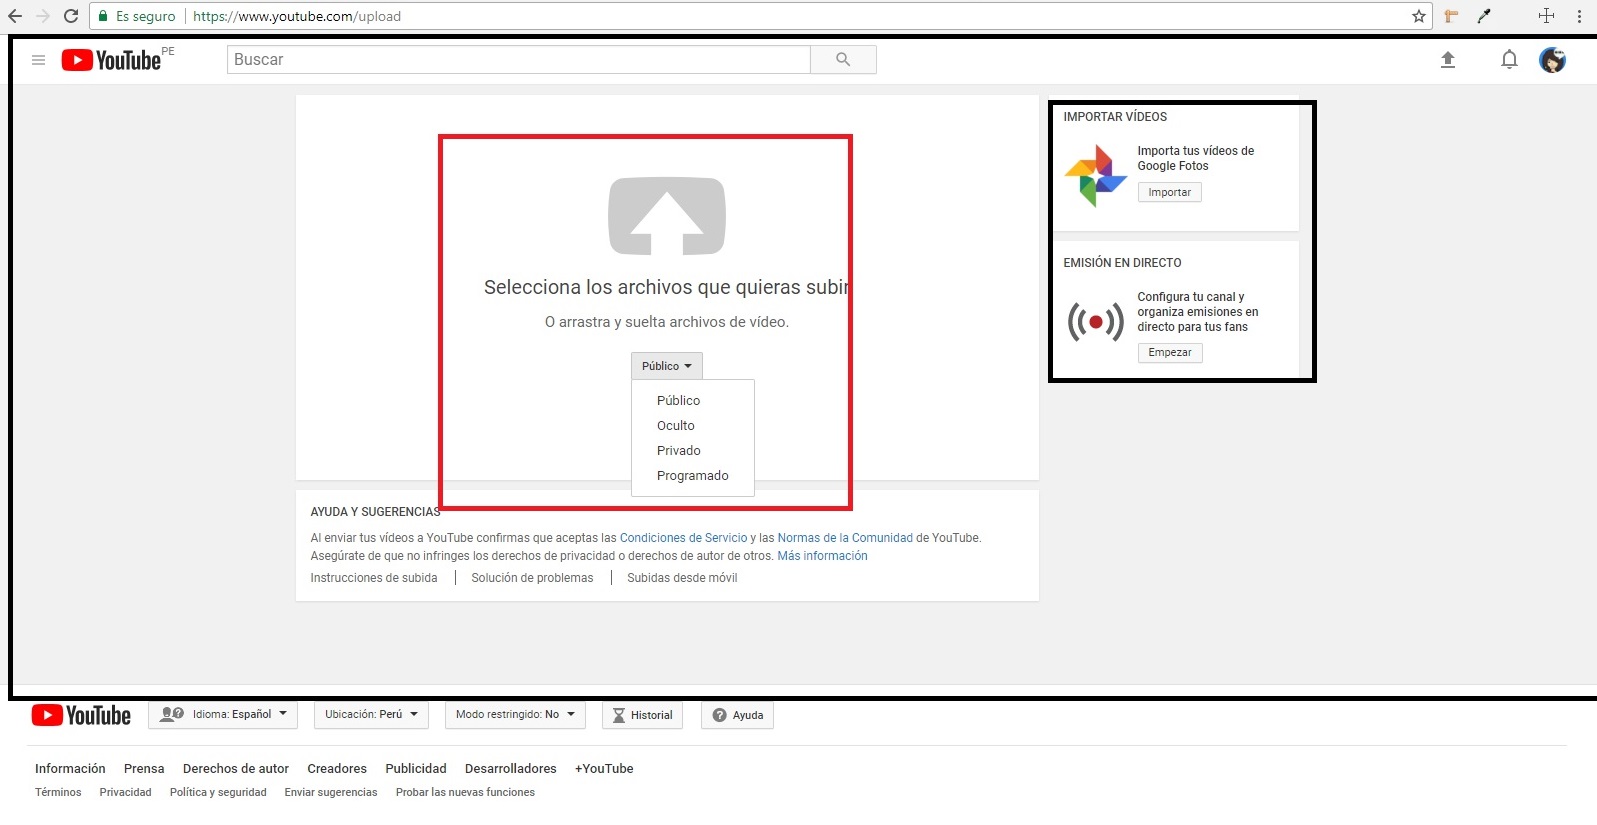 Es seguro
https://www.youtube.com/upload
YouTube PE
Buscar
Selecciona los archivos que quieras subir
O arrastra y suelta archivos de vídeo.
Público
Público
Oculto
Privado
Programado
IMPORTAR VÍDEOS
Importa tus vídeos de
Google Fotos
Importar
EMISIÓN EN DIRECTO
Configura tu canal y
organiza emisiones en
directo para tus fans
Empezar
AYUDA Y SUGERENCIAS
Al enviar tus vídeos a YouTube confirmas que aceptas las Condiciones de Servicio y las Normas de la Comunidad de YouTube.
Asegúrate de que no infringes los derechos de privacidad o derechos de autor de otros. Más información
Instrucciones de subida
Solución de problemas
Subidas desde móvil
YouTube
Idioma: Español
Ubicación: Perú
Modo restringido: No
Historial
Ayuda
Información Prensa Derechos de autor Creadores Publicidad Desarrolladores +YouTube
Términos Privacidad Política y seguridad Enviar sugerencias Probar las nuevas funciones